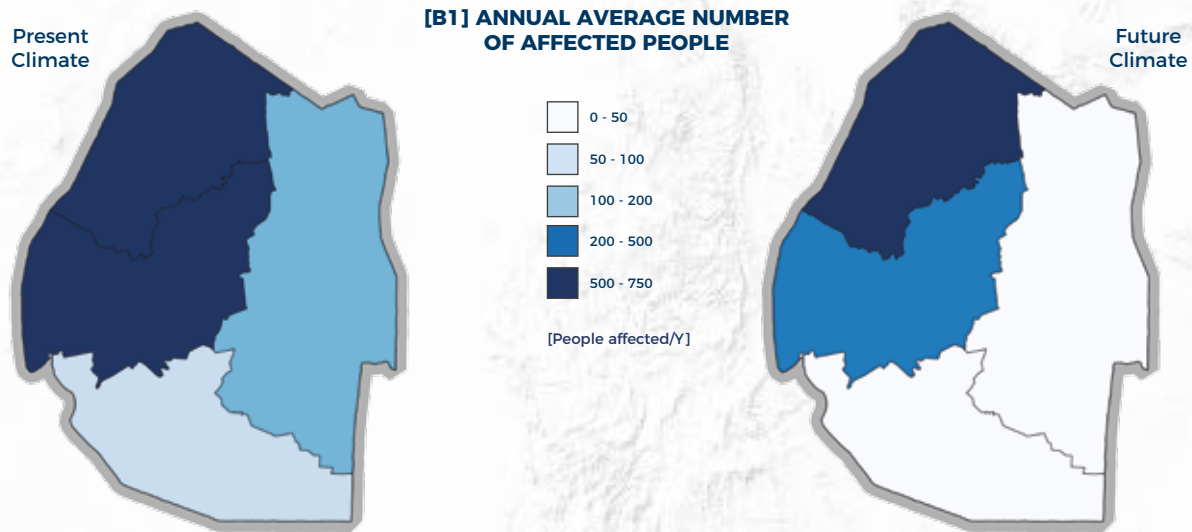 [B1] ANNUAL AVERAGE NUMBER
OF AFFECTED PEOPLE
Present
Climate
Future
Climate
0 - 50
50 - 100
100 - 200
200 - 500
500 - 750
[People affected/Y]